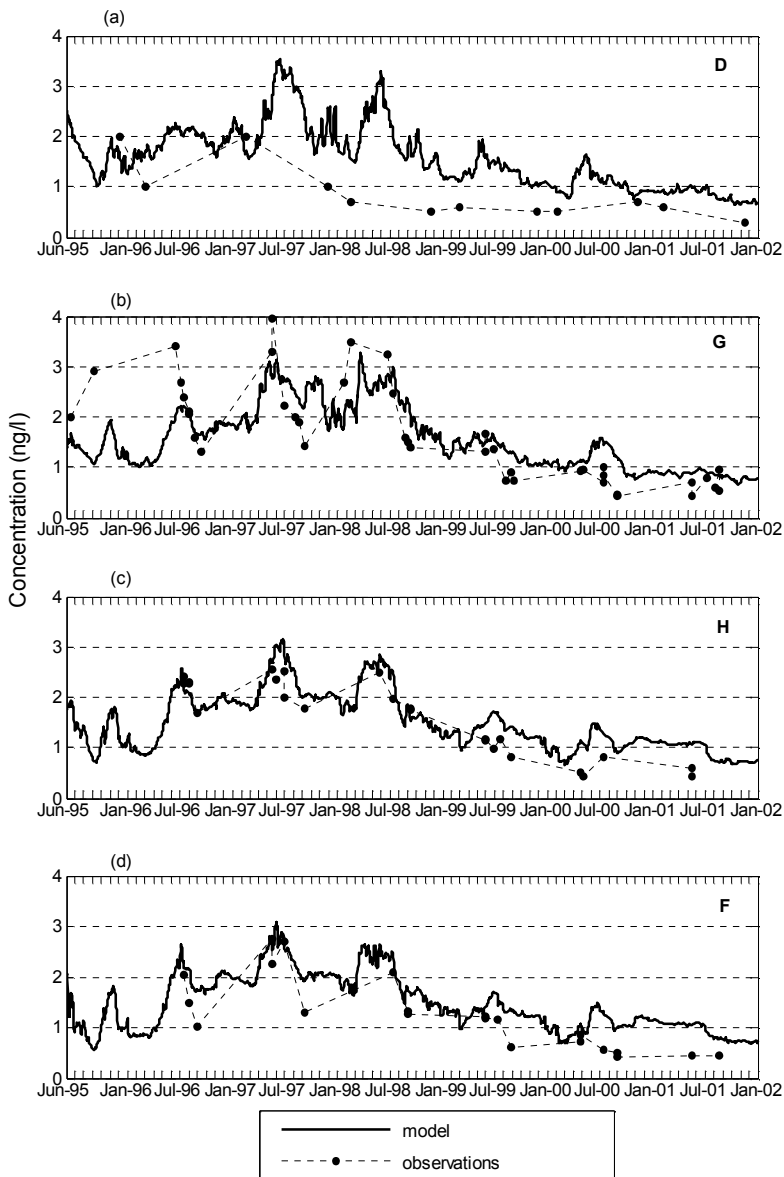 (a)
4
3
2
1
0
D
Jun-95 Jan-96 Jul-96 Jan-97 Jul-97 Jan-98 Jul-98 Jan-99 Jul-99 Jan-00 Jul-00 Jan-01 Jul-01 Jan-02
(b)
4
3
2
1
0
G
Jun-95 Jan-96 Jul-96 Jan-97 Jul-97 Jan-98 Jul-98 Jan-99 Jul-99 Jan-00 Jul-00 Jan-01 Jul-01 Jan-02
Concentration (ng/l)
(c)
4
3
2
1
0
H
Jun-95 Jan-96 Jul-96 Jan-97 Jul-97 Jan-98 Jul-98 Jan-99 Jul-99 Jan-00 Jul-00 Jan-01 Jul-01 Jan-02
(d)
4
3
2
1
0
F
Jun-95 Jan-96 Jul-96 Jan-97 Jul-97 Jan-98 Jul-98 Jan-99 Jul-99 Jan-00 Jul-00 Jan-01 Jul-01 Jan-02
model
observations